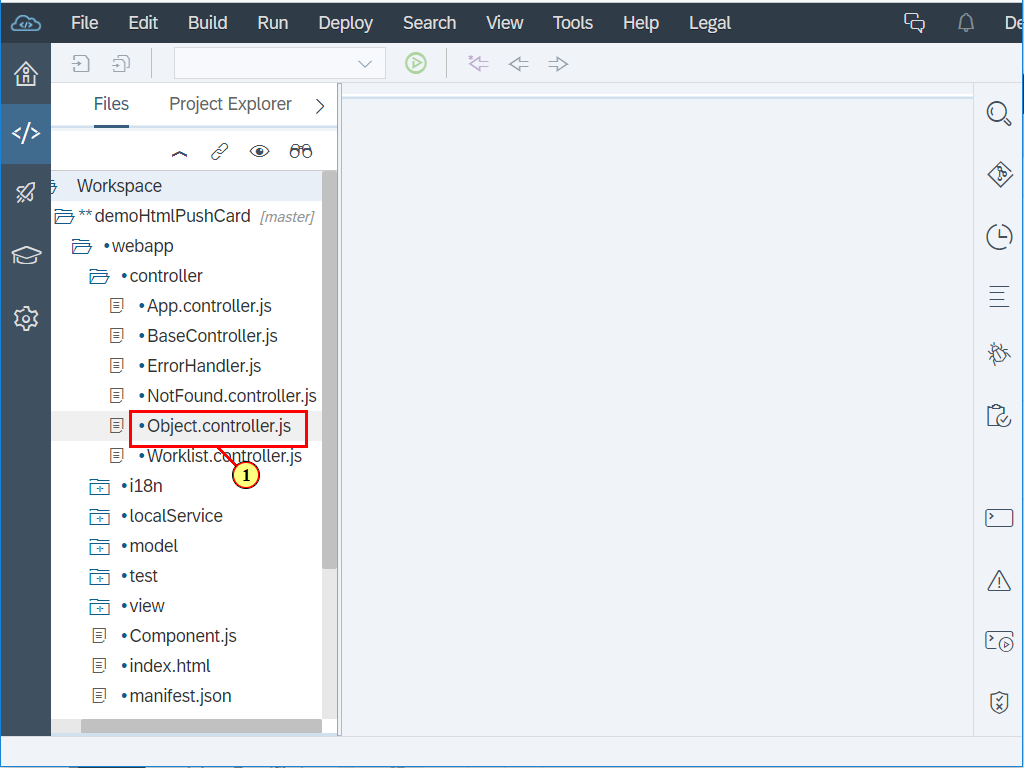 File Edit Build Run Deploy Search View Tools Help Legal De
Files Project Explorer
Workspace
** demoHtmlPushCard [master]
webapp
controller
App.controller.js
BaseController.js
ErrorHandler.js
NotFound.controller.js
Object.controller.js
Worklist.controller.js
1
i18n
localService
model
test
view
Component.js
index.html
manifest.json